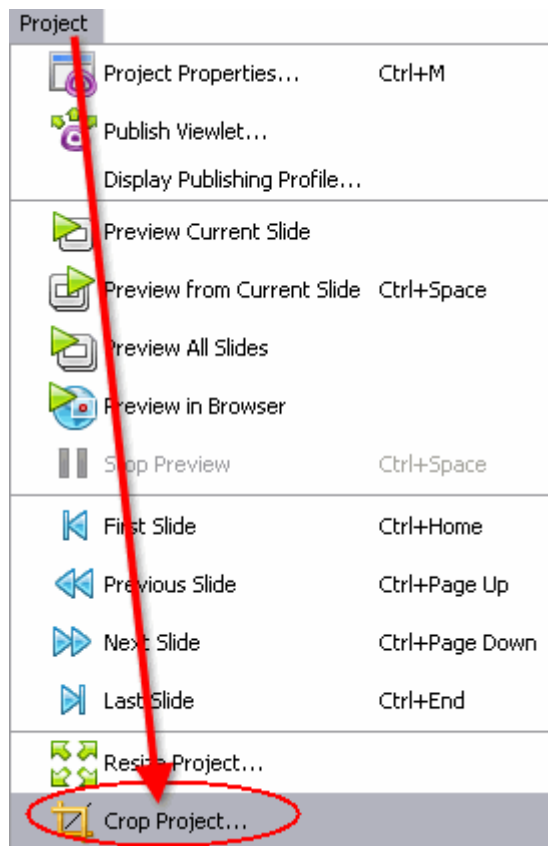 Project
Project Properties... Ctrl+M
Publish Viewlet...
Display Publishing Profile...
Preview Current Slide
Preview from Current Slide Ctrl+Space
Preview All Slides
Preview in Browser
Stop Preview Ctrl+Space
First Slide Ctrl+Home
Previous Slide Ctrl+Page Up
Next Slide Ctrl+Page Down
Last Slide Ctrl+End
Resize Project...
Crop Project...